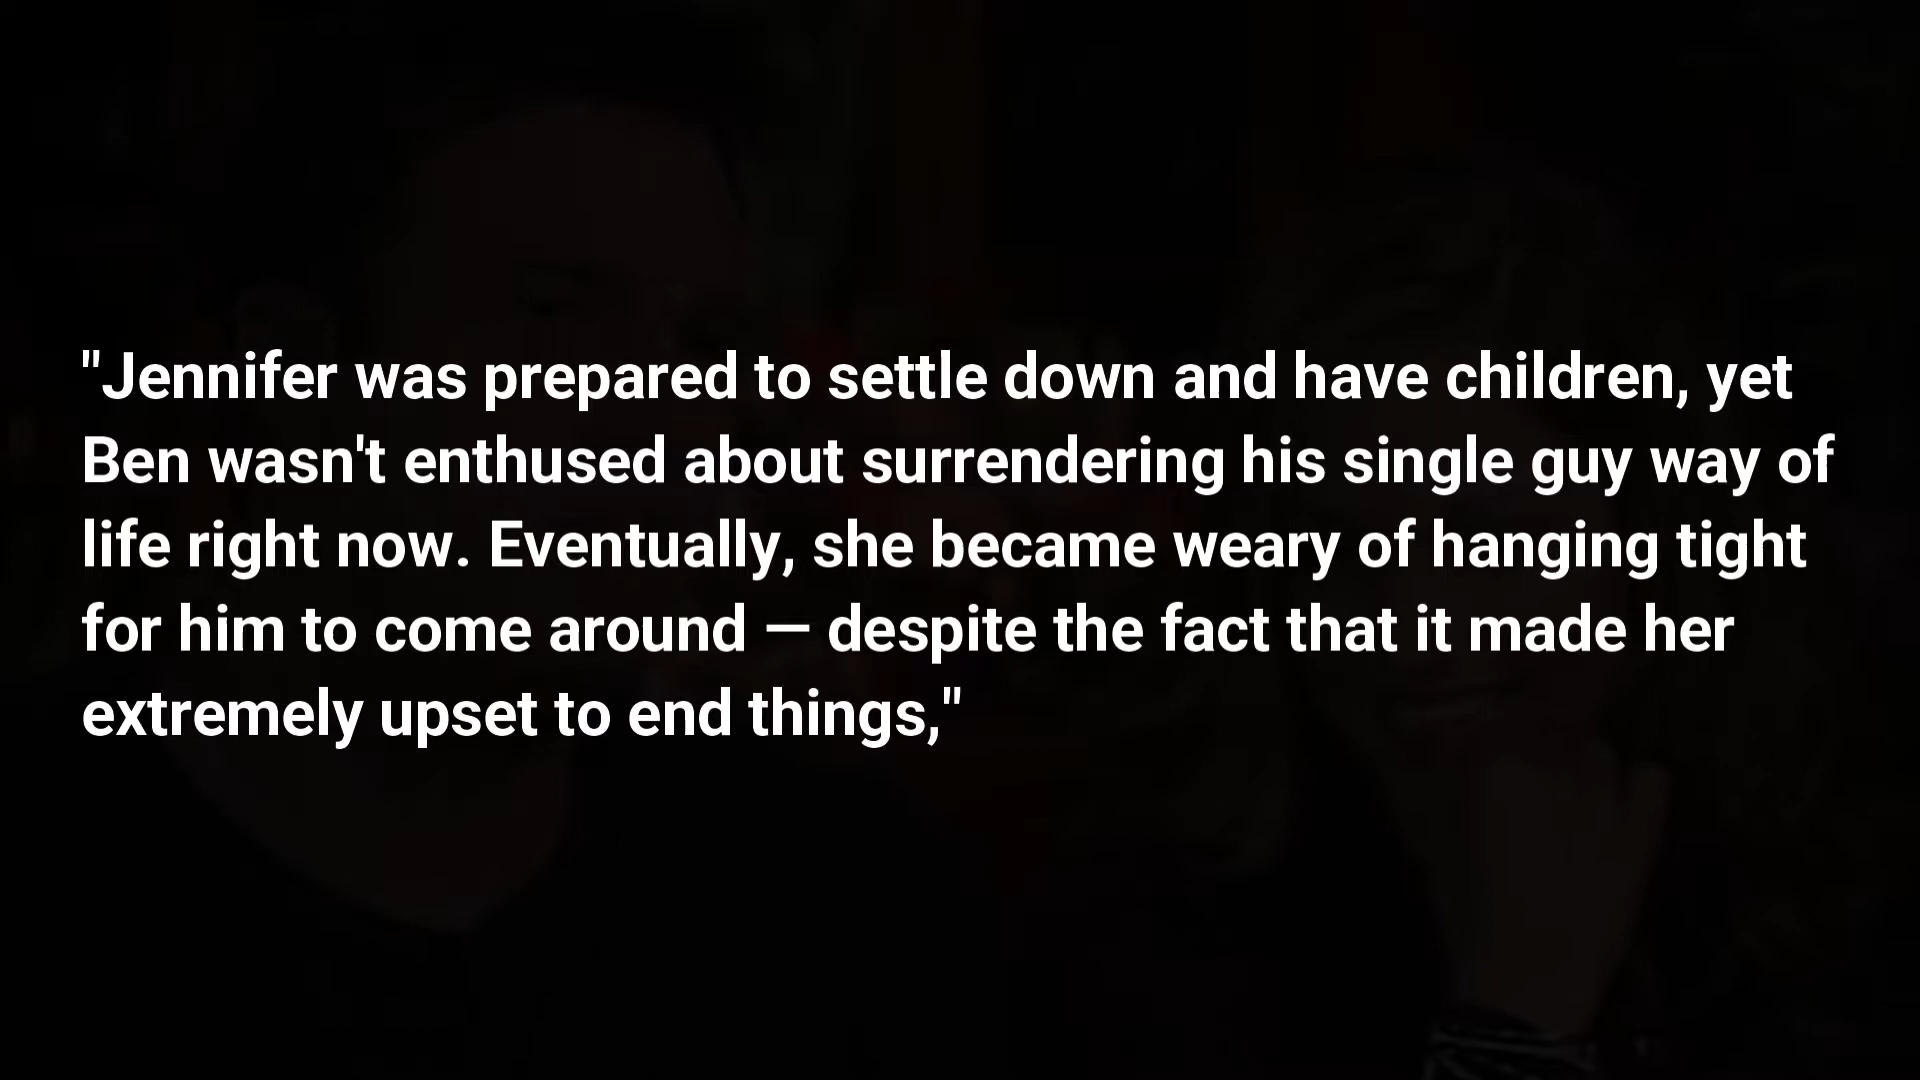 "Jennifer was prepared to settle down and have children, yet
Ben wasn't enthused about surrendering his single guy way of
life right now. Eventually, she became weary of hanging tight
for him to come around — despite the fact that it made her
extremely upset to end things,"